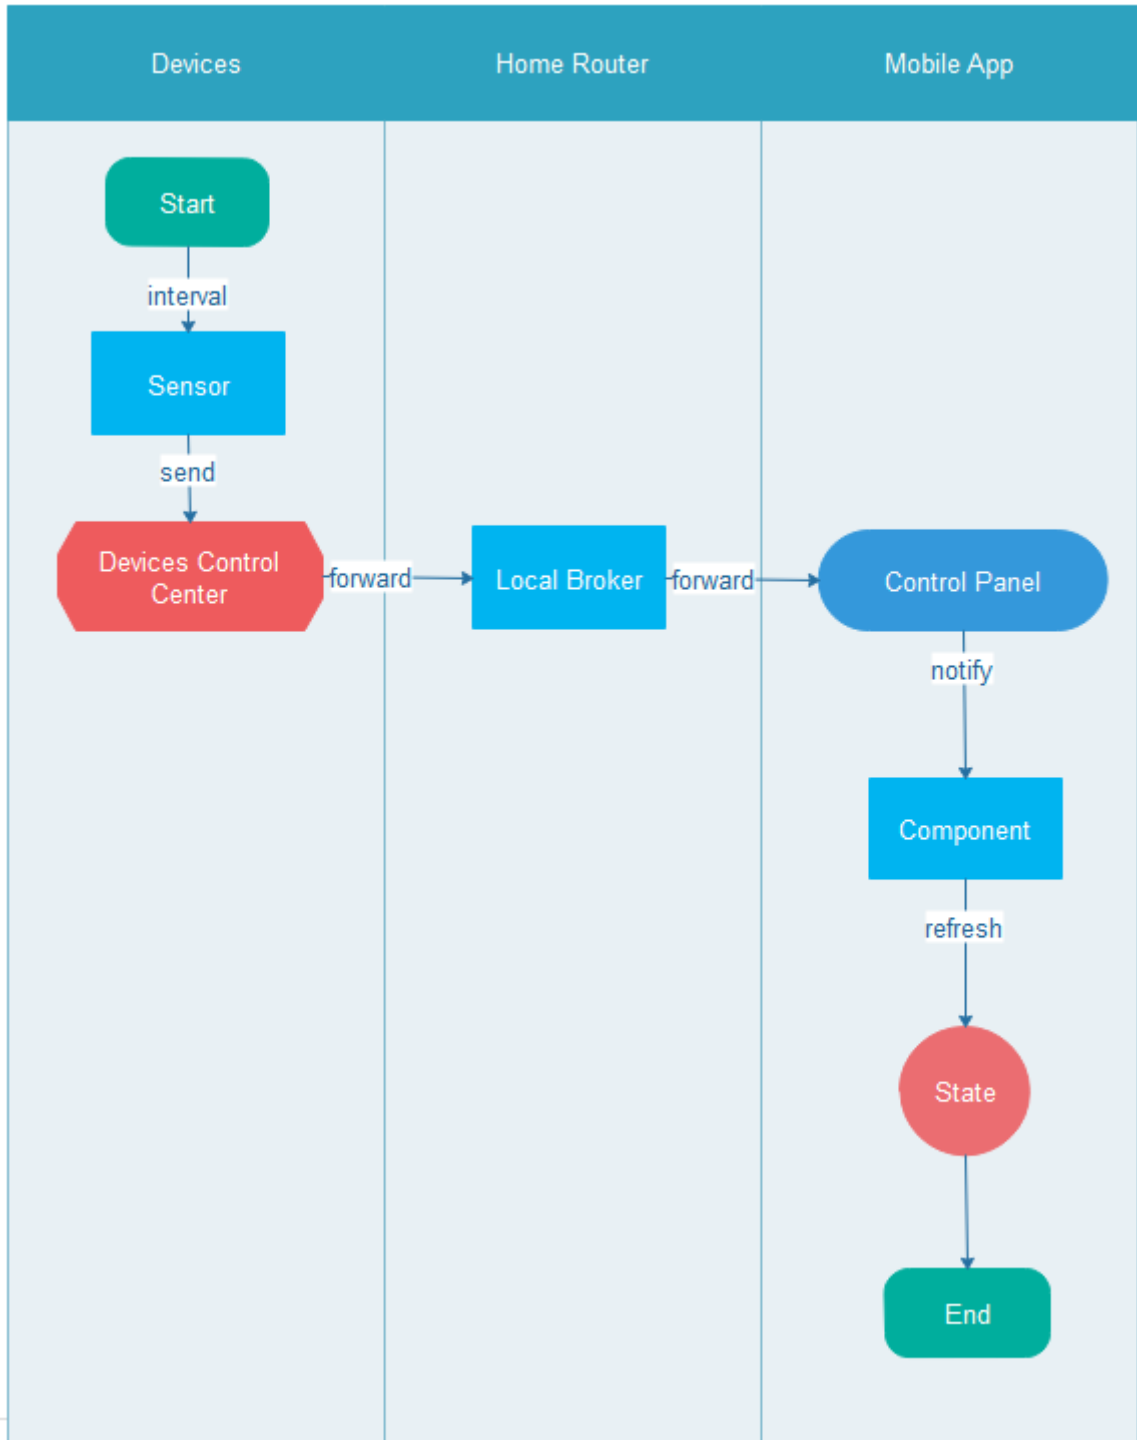 Devices
Home Router
Mobile App
Start
interval
Sensor
send
Devices Control
Center
forward
Local Broker
forward
Control Panel
notify
Component
refresh
State
End